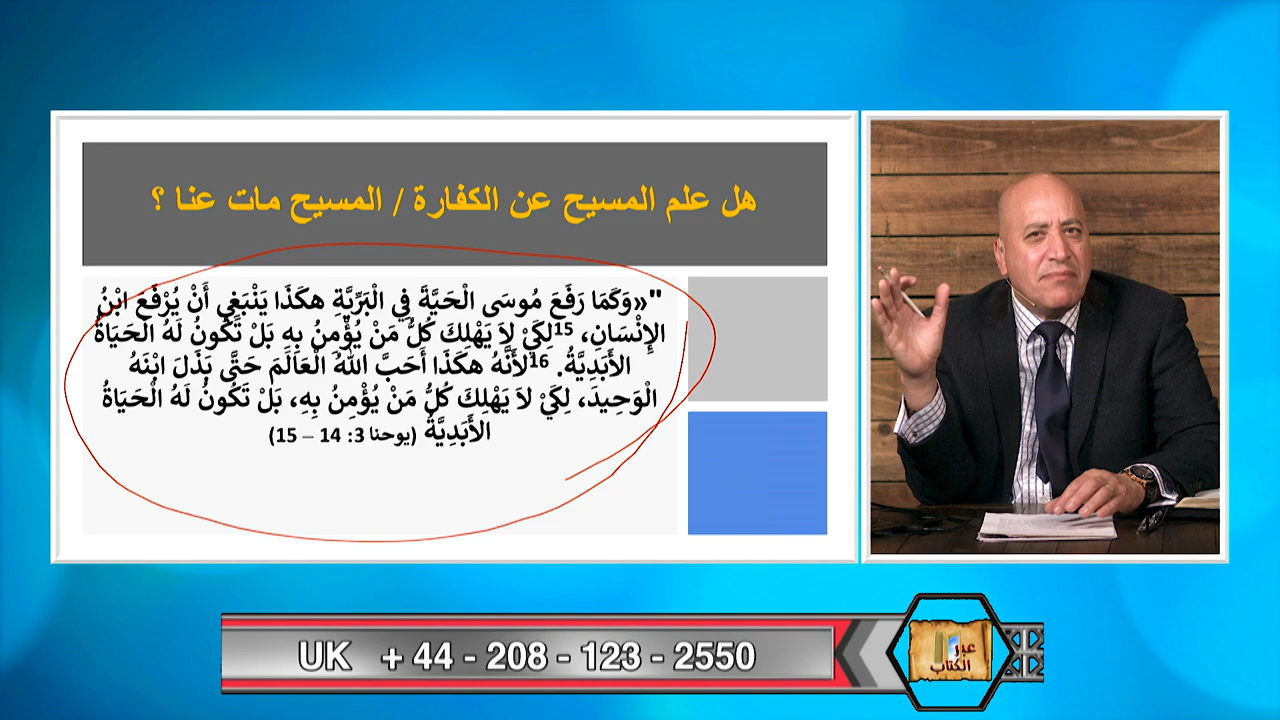 هل علم المسيح عن الكفارة / المسيح مات عنا ؟
"«وَكَمَا رَفَعَ مُوسَى الْحَيَّةَ فِي الْبَرِّيَّةِ هكَذَا يَنْبَغِي أَنْ يُرْفَعَ ابْنُ
الإِنْسَانِ، 15لِكَيْ لاَ يَهْلِكَ كُلُّ مَنْ يُؤْمِنُ بِهِ بَلْ تَكُونُ لَهُ الْحَيَاةُ
الأَبَدِيَّةُ. 16لأَنَّهُ هكَذَا أَحَبَّ اللهُ الْعَالَمَ حَتَّى بَذَلَ ابْنَهُ
الْوَحِيدَ، لِكَيْ لاَ يَهْلِكَ كُلُّ مَنْ يُؤْمِنُ بِهِ، بَلْ تَكُونُ لَهُ الْحَيَاةُ
الأَبَدِيَّةُ (يوحنا 3: 14 – 15)
UK + 44 - 208 - 123 - 2550
عبر
الكتاب